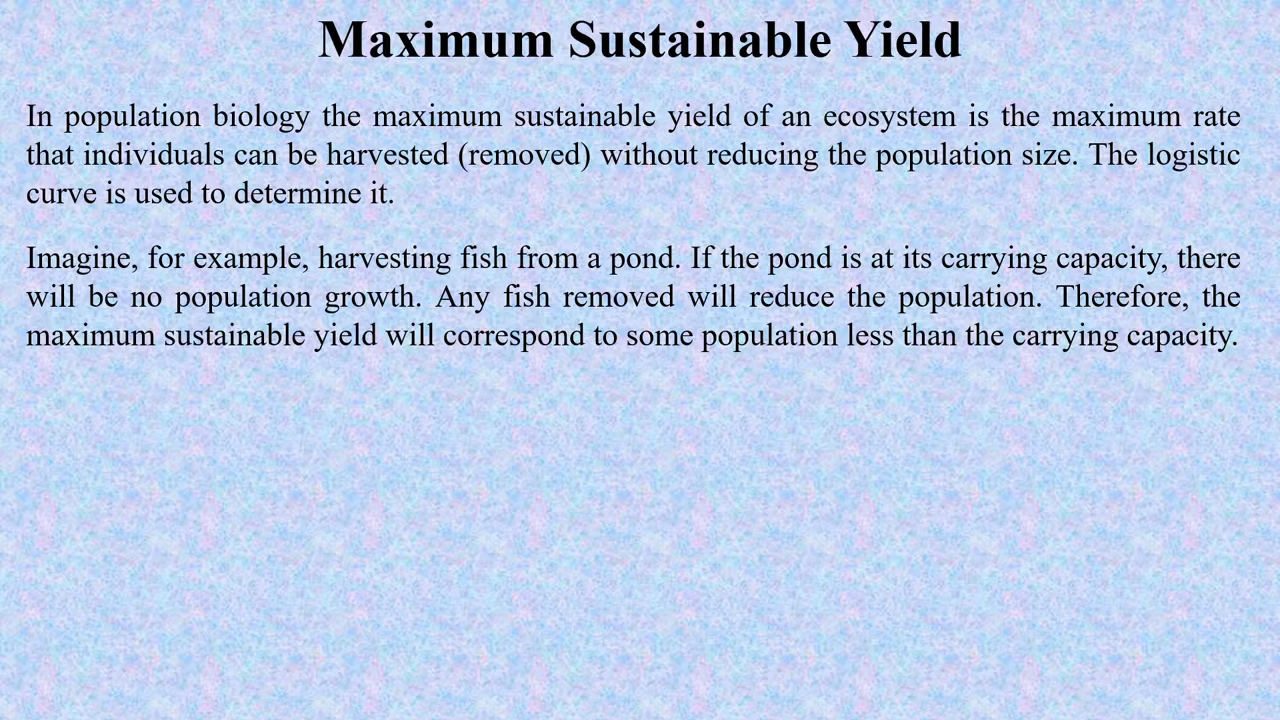 Maximum Sustainable Yield
In population biology the maximum sustainable yield of an ecosystem is the maximum rate
that individuals can be harvested (removed) without reducing the population size. The logistic
curve is used to determine it.
Imagine, for example, harvesting fish from a pond. If the pond is at its carrying capacity, there
will be no population growth. Any fish removed will reduce the population. Therefore, the
maximum sustainable yield will correspond to some population less than the carrying capacity.